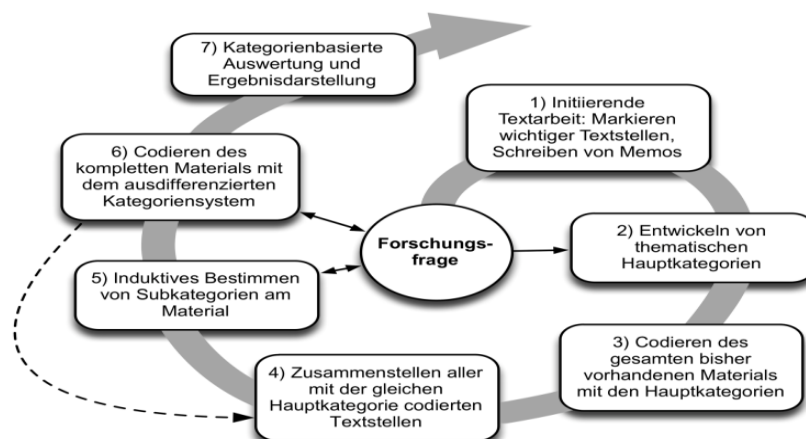 7) Kategorienbasierte
Auswertung und
Ergebnisdarstellung
1) Initiierende
Textarbeit: Markieren
wichtiger Textstellen,
Schreiben von Memos
6) Codieren des
kompletten Materials mit
dem ausdifferenzierten
Kategoriensystem
Forschungs-
frage
2) Entwickeln von
thematischen
Hauptkategorien
5) Induktives Bestimmen
von Subkategorien am
Material
3) Codieren des
gesamten bisher
vorhandenen Materials
mit den Hauptkategorien
4) Zusammenstellen aller
mit der gleichen
Hauptkategorie codierten
Textstellen